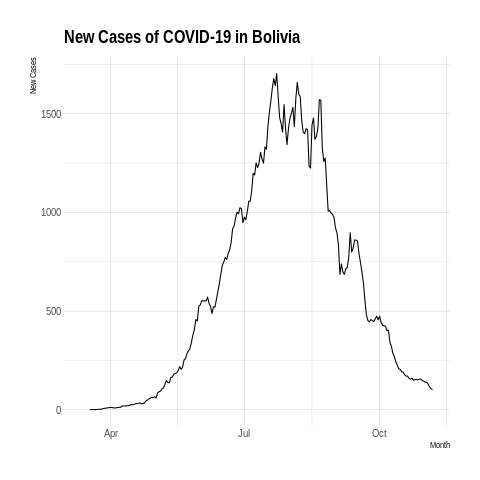 New Cases of COVID-19 in Bolivia
New Cases
1500
1000
500
0
Apr
Jul
Oct
Month